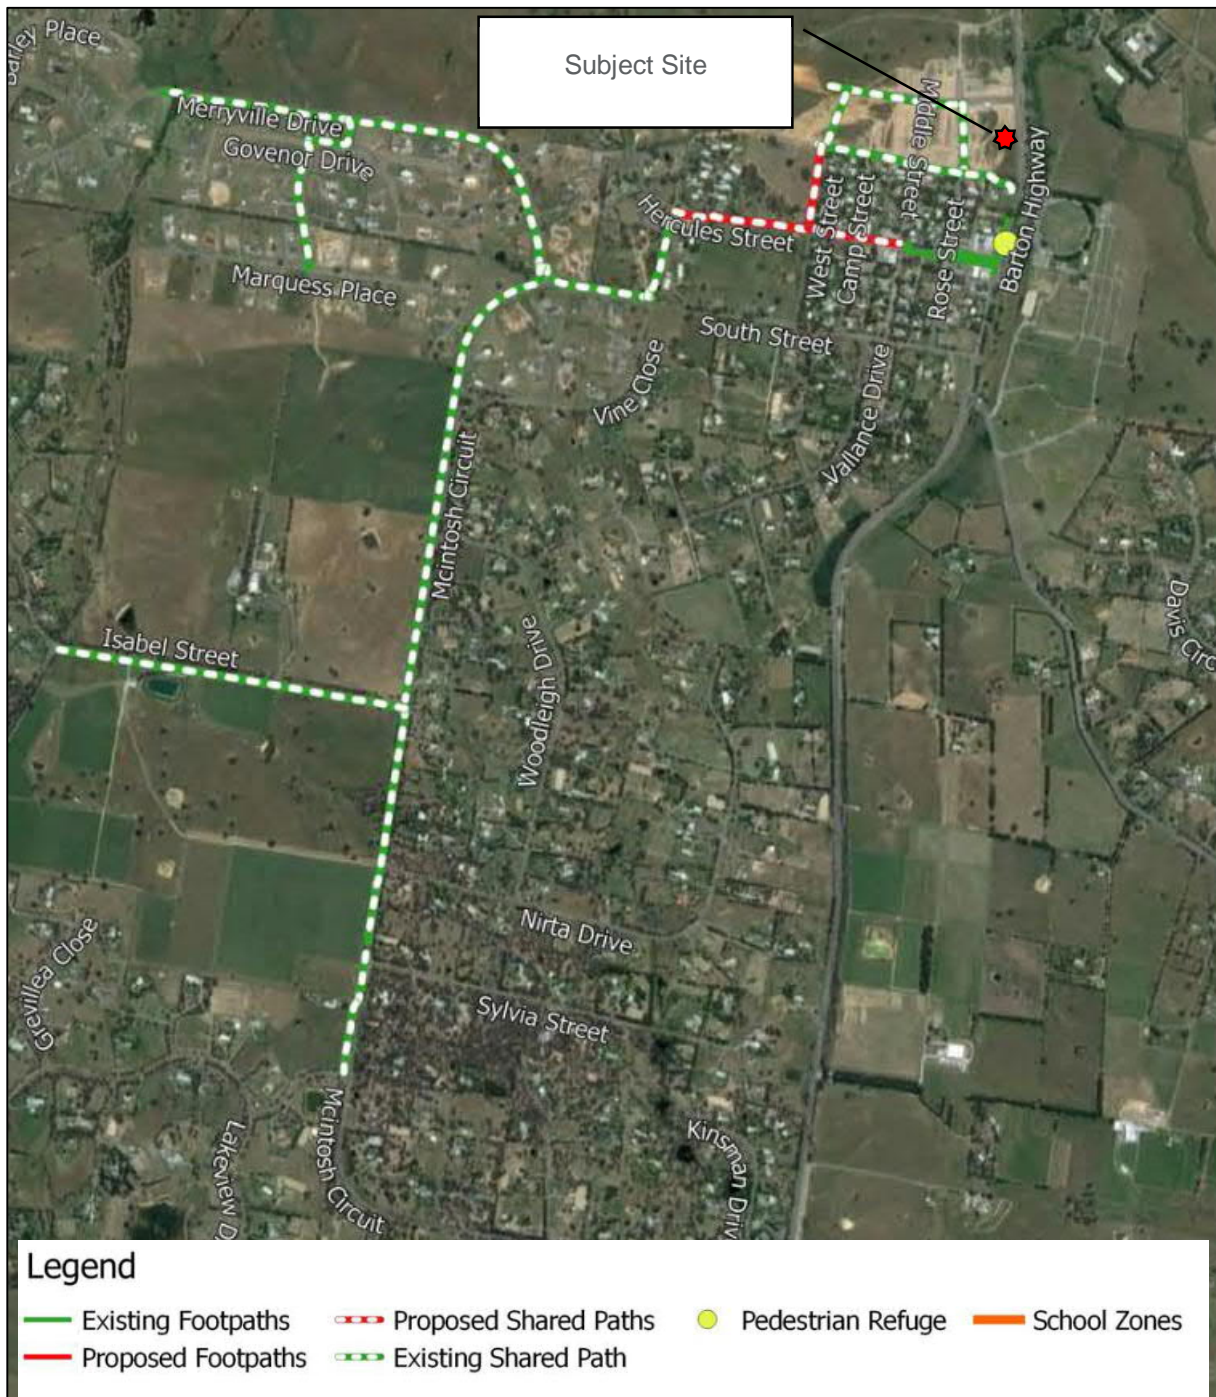 Barley Place
Subject Site
Merryville Drive
Govenor Drive
Middle Street
Barton Highway
Hercules Street
West Street
Camp Street
Rose Street
Marquess Place
South Street
Vine Close
Vallance Drive
Mcintosh Circuit
Isabel Street
Woodleigh Drive
Davis Circ
Nirta Drive
Grevillea Close
Sylvia Street
Mcintosh Circuit
Lakeview D
Kinsman Driv
Legend
Existing Footpaths
Proposed Shared Paths
Pedestrian Refuge
School Zones
Proposed Footpaths
Existing Shared Path